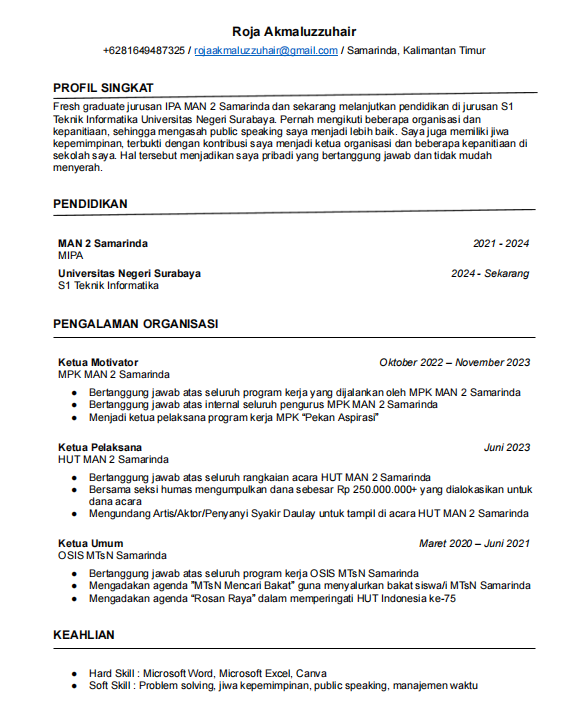 Roja Akmaluzzuhair
+6281649487325 / rojaakmaluzzuhair@gmail.com / Samarinda, Kalimantan Timur
PROFIL SINGKAT
Fresh graduate jurusan IPA MAN 2 Samarinda dan sekarang melanjutkan pendidikan di jurusan S1
Teknik Informatika Universitas Negeri Surabaya. Pernah mengikuti beberapa organisasi dan
kepanitiaan, sehingga mengasah public speaking saya menjadi lebih baik. Saya juga memiliki jiwa
kepemimpinan, terbukti dengan kontribusi saya menjadi ketua organisasi dan beberapa kepanitiaan di
sekolah saya. Hal tersebut menjadikan saya pribadi yang bertanggung jawab dan tidak mudah
menyerah.
PENDIDIKAN
MAN 2 Samarinda 2021 - 2024
MIPA
Universitas Negeri Surabaya 2024 - Sekarang
S1 Teknik Informatika
PENGALAMAN ORGANISASI
Ketua Motivator Oktober 2022 – November 2023
MPK MAN 2 Samarinda
● Bertanggung jawab atas seluruh program kerja yang dijalankan oleh MPK MAN 2 Samarinda
● Bertanggung jawab atas internal seluruh pengurus MPK MAN 2 Samarinda
● Menjadi ketua pelaksana program kerja MPK “Pekan Aspirasi”
Ketua Pelaksana Juni 2023
HUT MAN 2 Samarinda
● Bertanggung jawab atas seluruh rangkaian acara HUT MAN 2 Samarinda
● Bersama seksi humas mengumpulkan dana sebesar Rp 250.000.000+ yang dialokasikan untuk
dana acara
● Mengundang Artis/Aktor/Penyanyi Syakir Daulay untuk tampil di acara HUT MAN 2 Samarinda
Ketua Umum Maret 2020 – Juni 2021
OSIS MTsN Samarinda
● Bertanggung jawab atas seluruh program kerja OSIS MTsN Samarinda
● Mengadakan agenda “MTsN Mencari Bakat” guna menyalurkan bakat siswa/i MTsN Samarinda
● Mengadakan agenda “Rosan Raya” dalam memperingati HUT Indonesia ke-75
KEAHLIAN
● Hard Skill : Microsoft Word, Microsoft Excel, Canva
● Soft Skill : Problem solving, jiwa kepemimpinan, public speaking, manajemen waktu